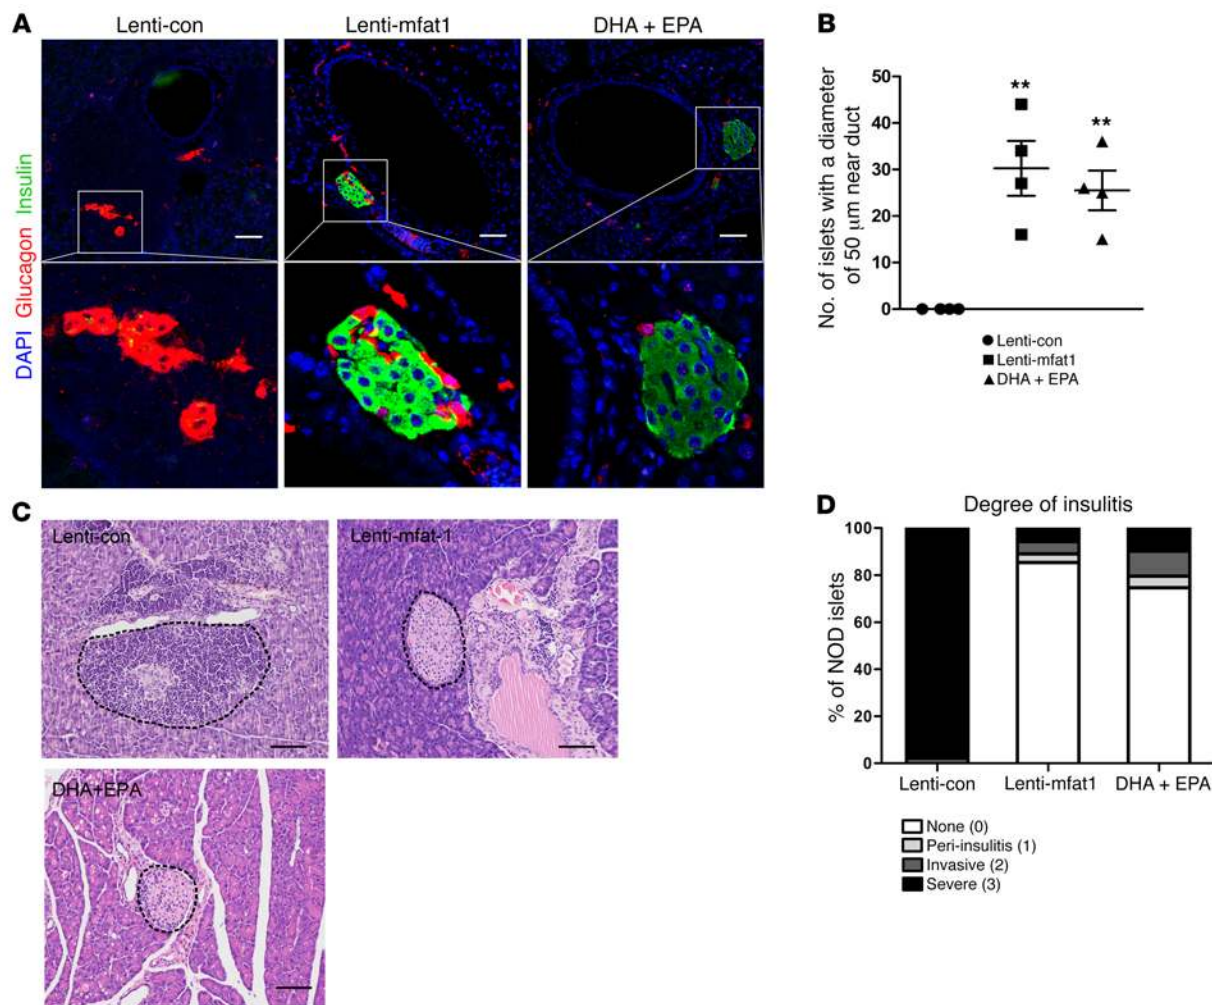 A
Lenti-con
Lenti-mfat1
DHA + EPA
DAPI Glucagon Insulin
B
No. of islets with a diameter
of 50 μm near duct
50
40
30
20
10
0
**
**
Lenti-con
Lenti-mfat1
DHA + EPA
C
Lenti-con
Lenti-mfat-1
DHA+EPA
D
Degree of insulitis
% of NOD islets
100
80
60
40
20
0
Lenti-con
Lenti-mfat1
DHA + EPA
None (0)
Peri-insulitis (1)
Invasive (2)
Severe (3)